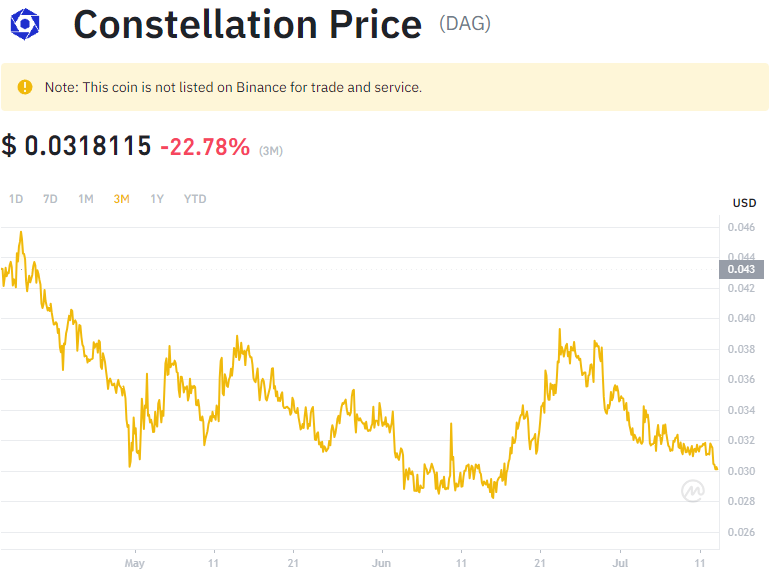 Constellation Price (DAG)
Note: This coin is not listed on Binance for trade and service.
$ 0.0318115 -22.78% (3M)
1D 7D 1M 3M 1Y YTD
USD
0.046
0.044
0.043
0.042
0.040
0.038
0.036
0.034
0.032
0.030
0.028
0.026
May 11 21 Jun 11 21 Jul 11